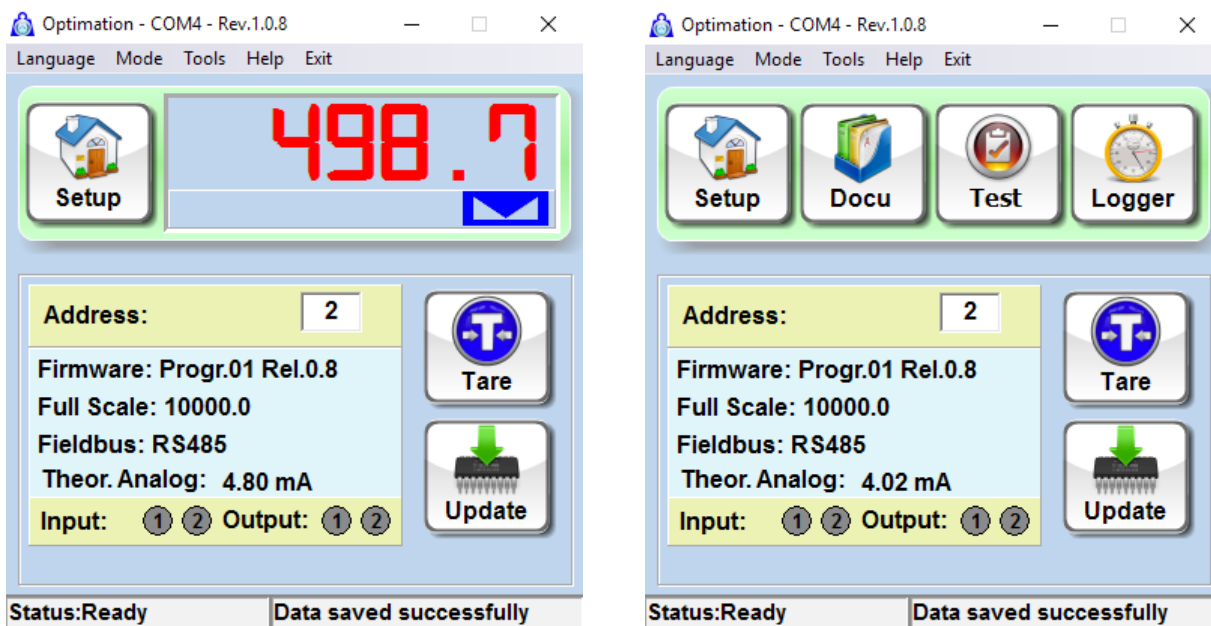 Optimation - COM4 - Rev.1.0.8
Language Mode Tools Help Exit
498.7
Setup
Address: 2
Firmware: Progr.01 Rel.0.8
Full Scale: 10000.0
Fieldbus: RS485
Theor. Analog: 4.80 mA
Input: 1 2 Output: 1 2
Tare
Update
Status:Ready Data saved successfully
Optimation - COM4 - Rev.1.0.8
Language Mode Tools Help Exit
Setup Docu Test Logger
Address: 2
Firmware: Progr.01 Rel.0.8
Full Scale: 10000.0
Fieldbus: RS485
Theor. Analog: 4.02 mA
Input: 1 2 Output: 1 2
Tare
Update
Status:Ready Data saved successfully